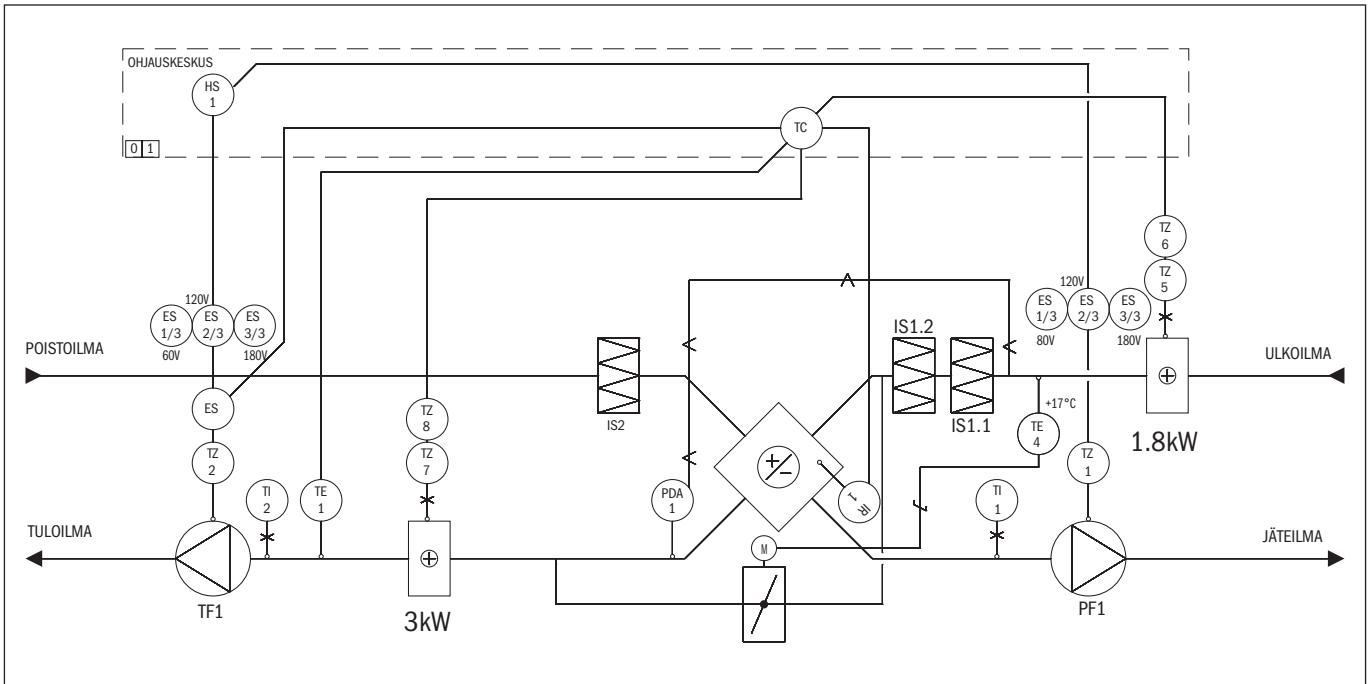 OHJAUSKESKUS
HS
1
TC
0 1
TZ
6
TZ
5
120V
ES
1/3
ES
2/3
ES
3/3
60V
180V
120V
ES
1/3
ES
2/3
ES
3/3
80V
180V
POISTOILMA
IS1.2
ULKOILMA
IS2
IS1.1
+17°C
TE
4
1.8kW
ES
TZ
8
TZ
7
TZ
2
TZ
1
TI
2
TE
1
PDA
1
IR
1
TI
1
TULOILMA
M
JÄTEILMA
TF1
3kW
PF1